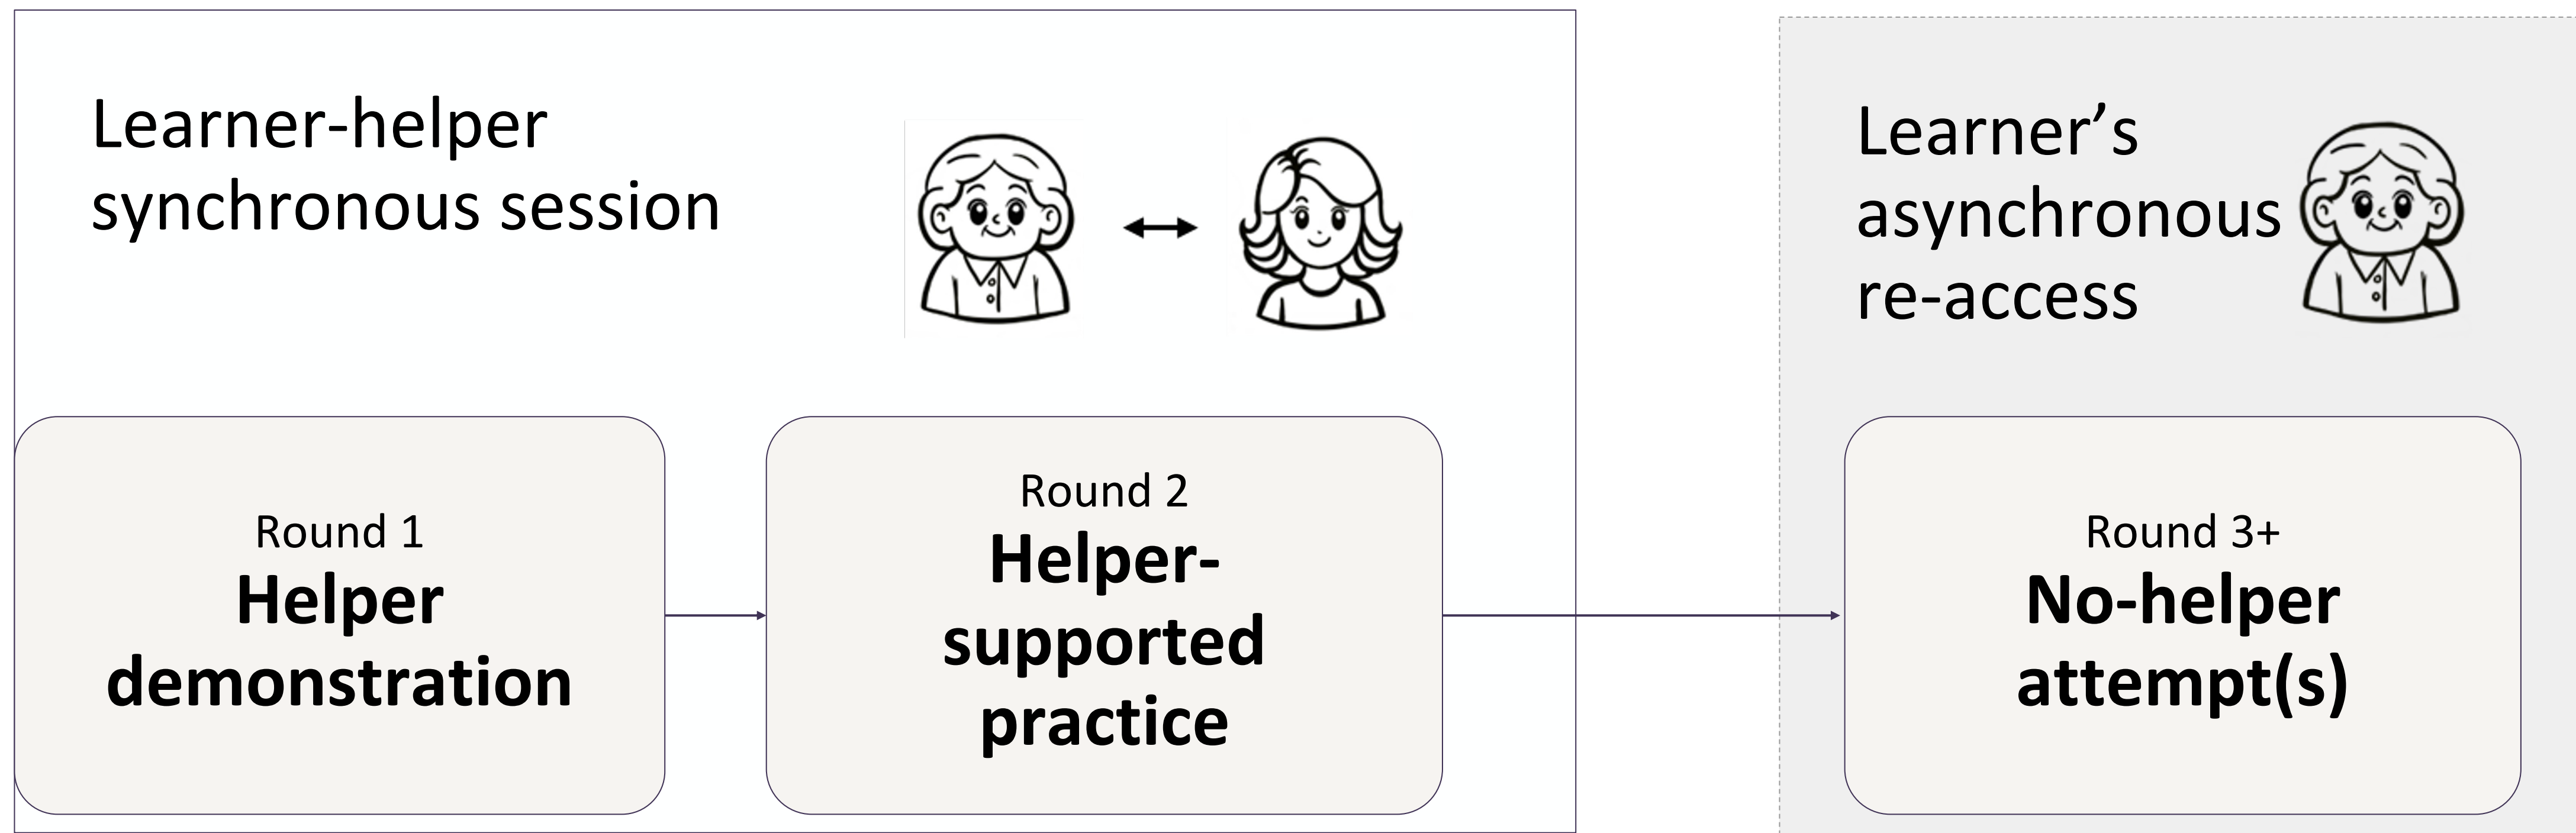 Learner-helper
synchronous session
Learner’s
asynchronous
re-access
Round 1
Helper
demonstration
Round 2
Helper-
supported
practice
Round 3+
No-helper
attempt(s)